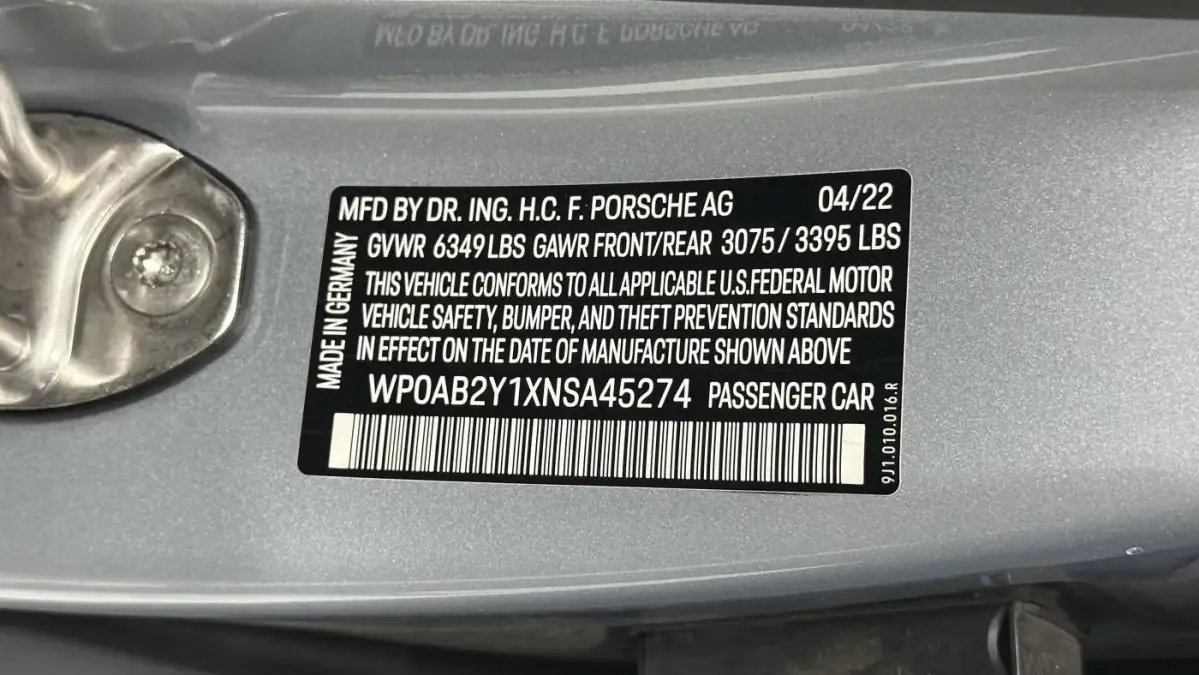 MFD BY DR. ING. H.C. F. PORSCHE AG 04/22
GVWR 6349 LBS GAWR FRONT/REAR 3075 / 3395 LBS
THIS VEHICLE CONFORMS TO ALL APPLICABLE U.S.FEDERAL MOTOR
VEHICLE SAFETY, BUMPER, AND THEFT PREVENTION STANDARDS
IN EFFECT ON THE DATE OF MANUFACTURE SHOWN ABOVE
WP0AB2Y1XNSA45274 PASSENGER CAR
MADE IN GERMANY
9J1.010.016.R